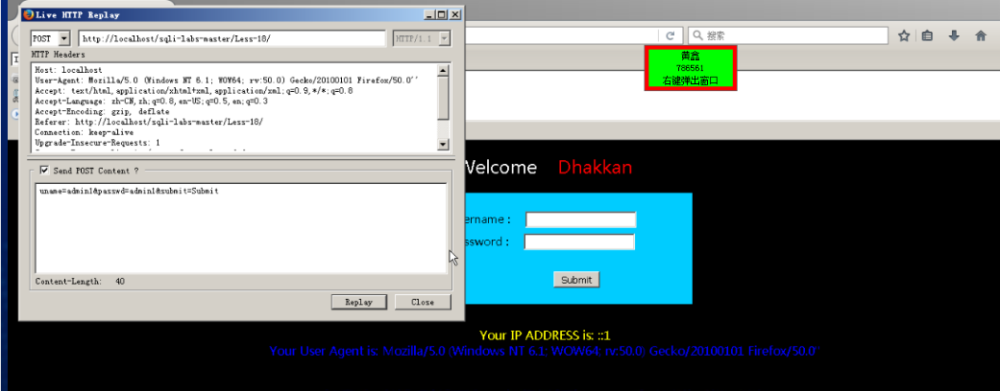 Live HTTP Replay
POST http://localhost/sqli-labs-master/Less-18/ HTTP/1.1
搜索
HTTP Headers
黄鑫
786561
右键弹出窗口
Host: localhost
User-Agent: Mozilla/5.0 (Windows NT 6.1; WOW64; rv:50.0) Gecko/20100101 Firefox/50.0''
Accept: text/html,application/xhtml+xml,application/xml;q=0.9,*/*;q=0.8
Accept-Language: zh-CN,zh;q=0.8,en-US;q=0.5,en;q=0.3
Accept-Encoding: gzip, deflate
Referer: http://localhost/sqli-labs-master/Less-18/
Connection: keep-alive
Upgrade-Insecure-Requests: 1
Send POST Content ?
Welcome Dhakkan
uname=admin1&passwd=admin1&submit=Submit
ername :
ssword :
Submit
Content-Length: 40
Replay Close
Your IP ADDRESS is: ::1
Your User Agent is: Mozilla/5.0 (Windows NT 6.1; WOW64; rv:50.0) Gecko/20100101 Firefox/50.0''